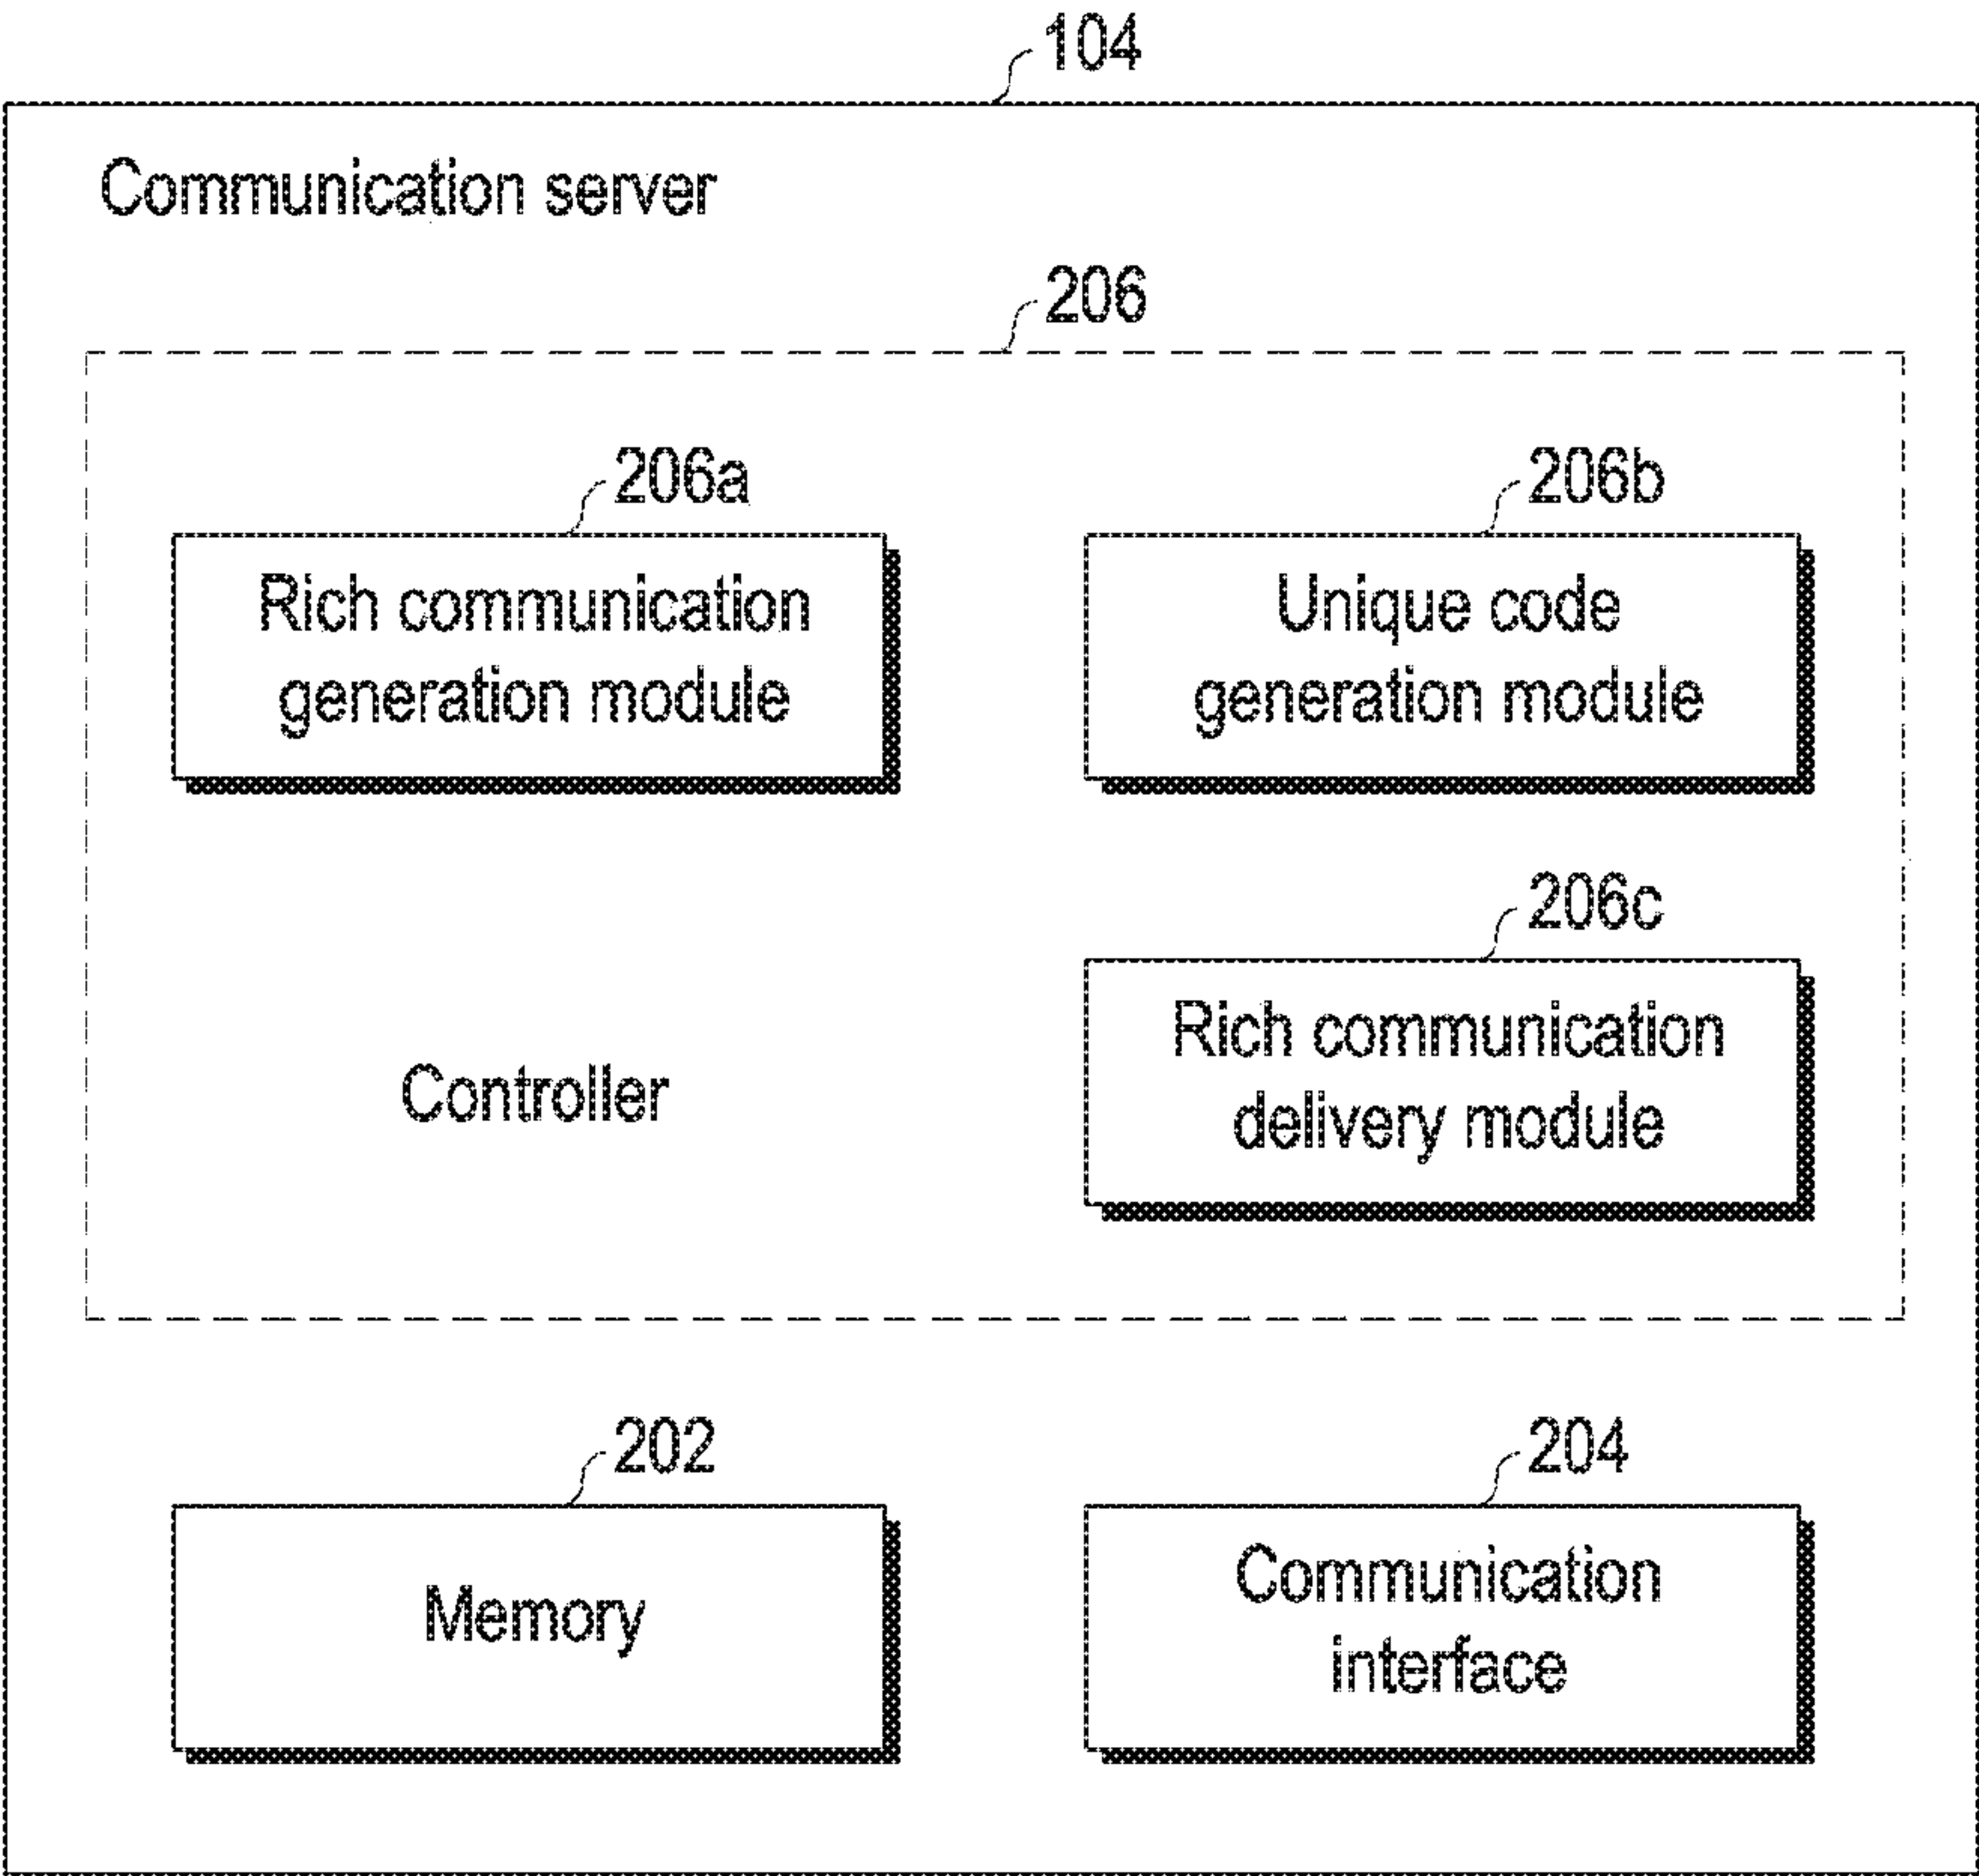 104
Communication server
206
206a
206b
Rich communication
generation module
Unique code
generation module
206c
Rich communication
delivery module
Controller
202
204
Memory
Communication
interface